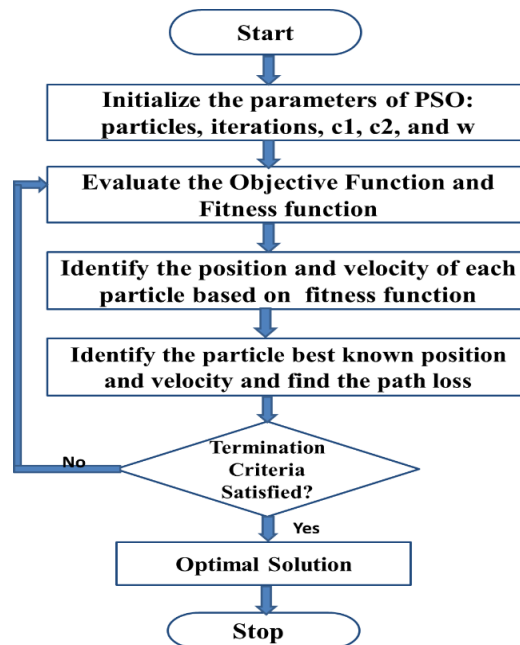 Start
Initialize the parameters of PSO:
particles, iterations, c1, c2, and w
Evaluate the Objective Function and
Fitness function
Identify the position and velocity of each
particle based on fitness function
Identify the particle best known position
and velocity and find the path loss
Termination
Criteria
Satisfied?
No
Yes
Optimal Solution
Stop